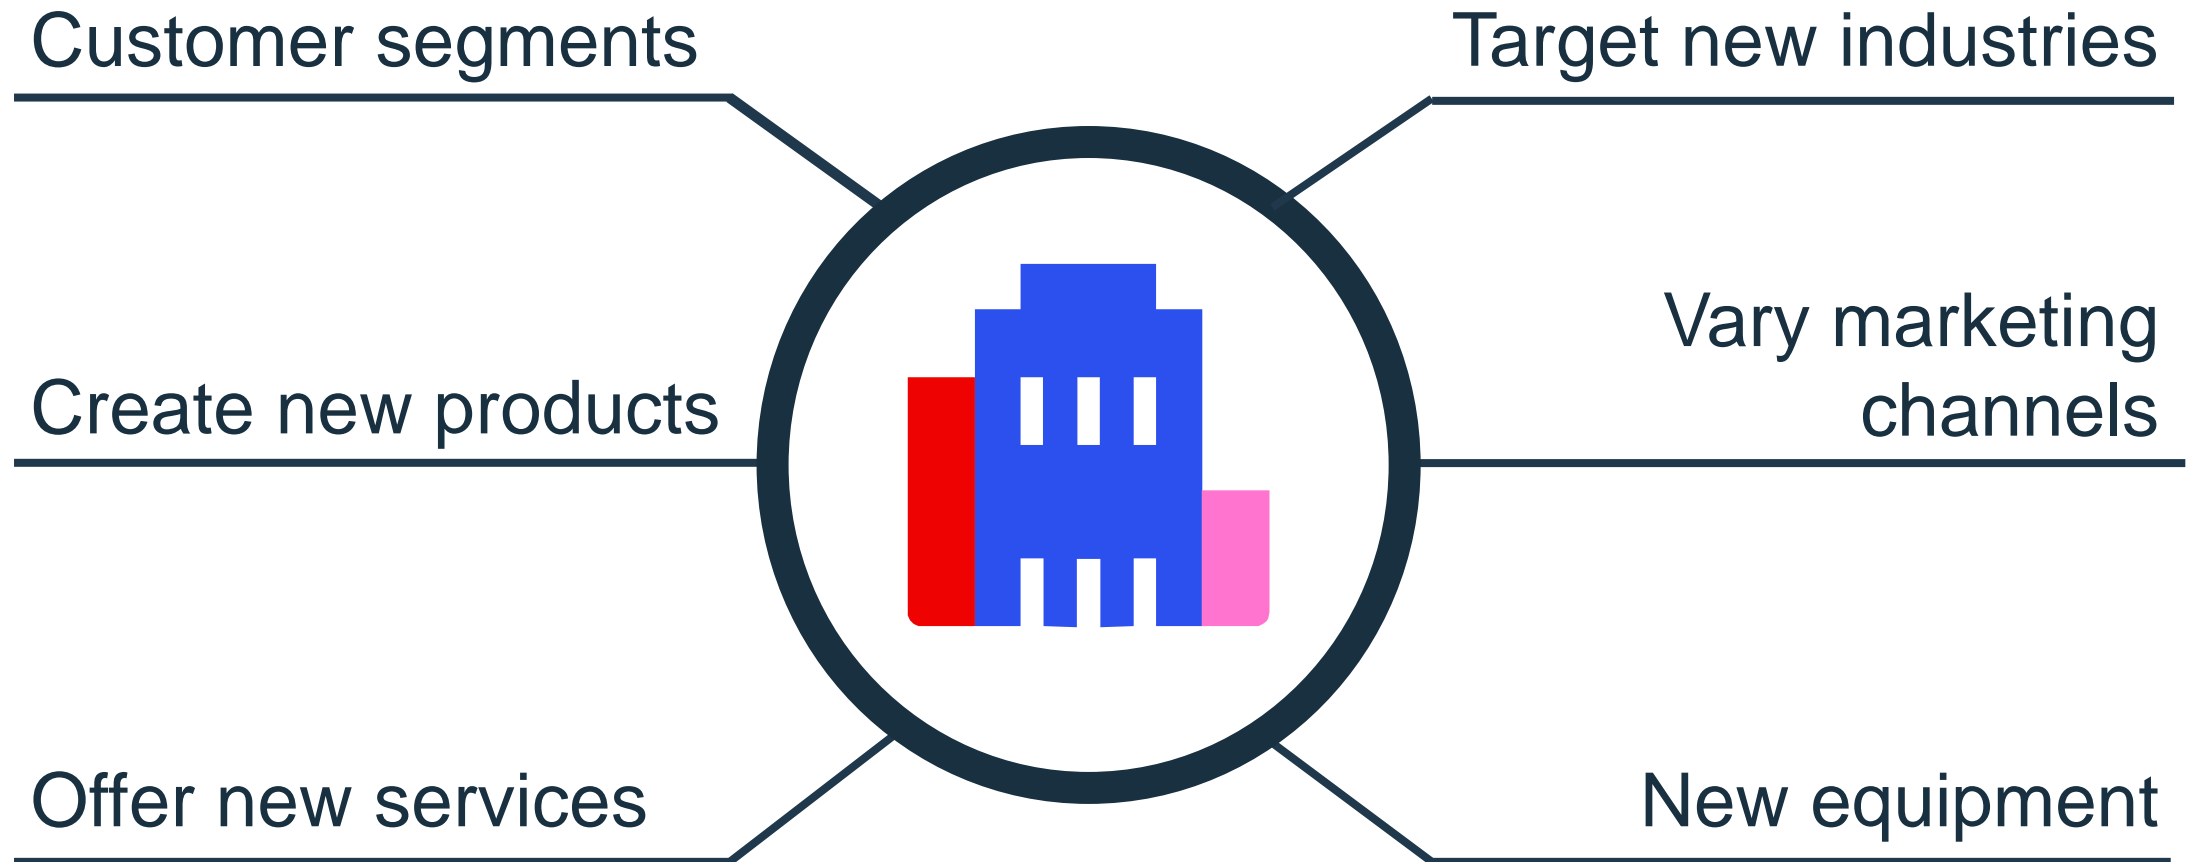 Customer segments
Target new industries
Create new products
Vary marketing
channels
Offer new services
New equipment